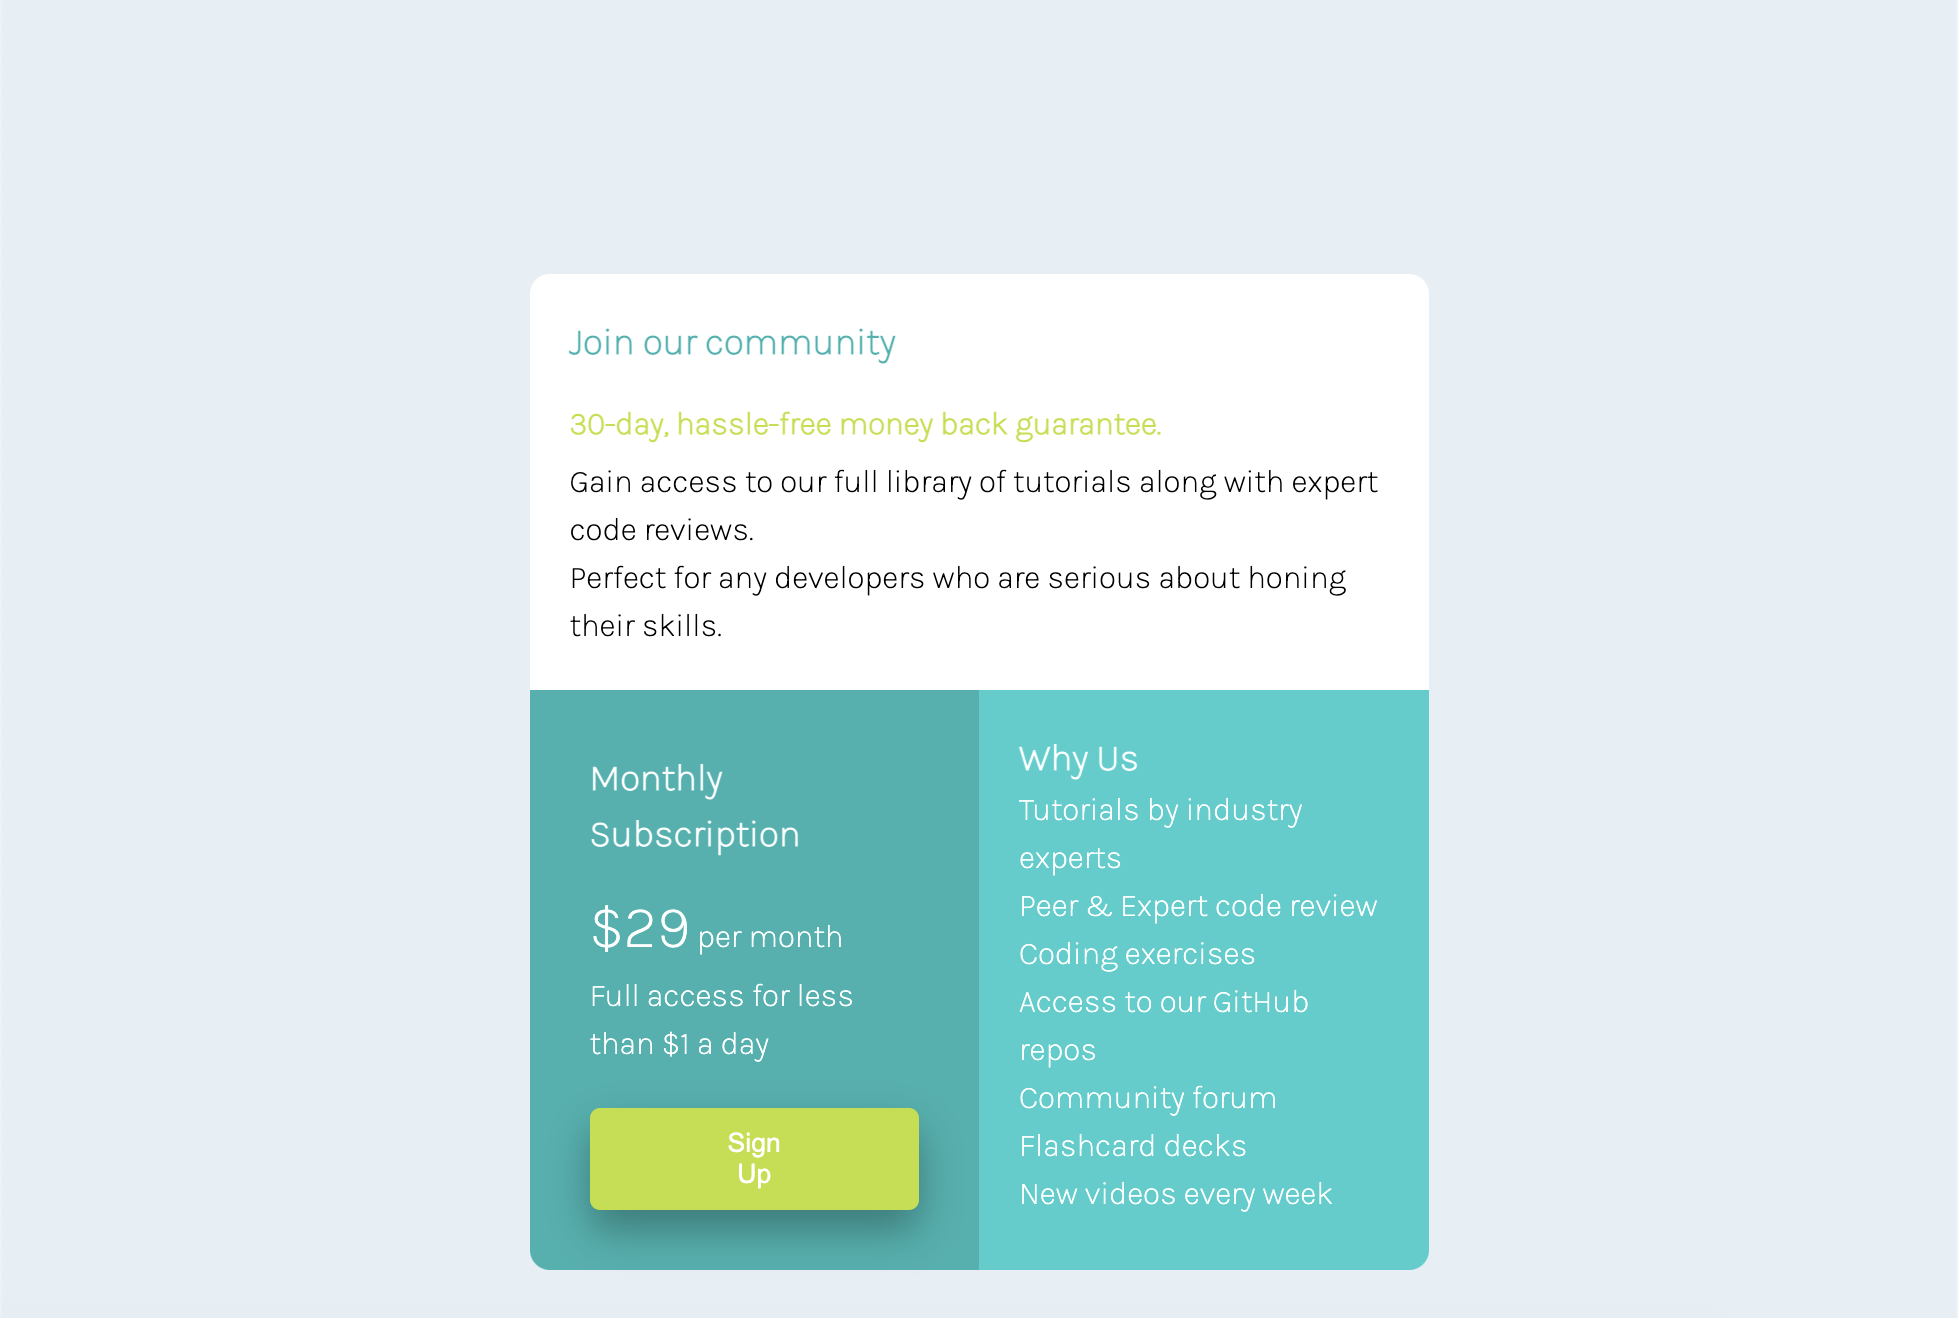 Join our community
30-day, hassle-free money back guarantee.
Gain access to our full library of tutorials along with expert
code reviews.
Perfect for any developers who are serious about honing
their skills.
Monthly
Subscription
$29 per month
Full access for less
than $1 a day
Sign
Up
Why Us
Tutorials by industry
experts
Peer & Expert code review
Coding exercises
Access to our GitHub
repos
Community forum
Flashcard decks
New videos every week